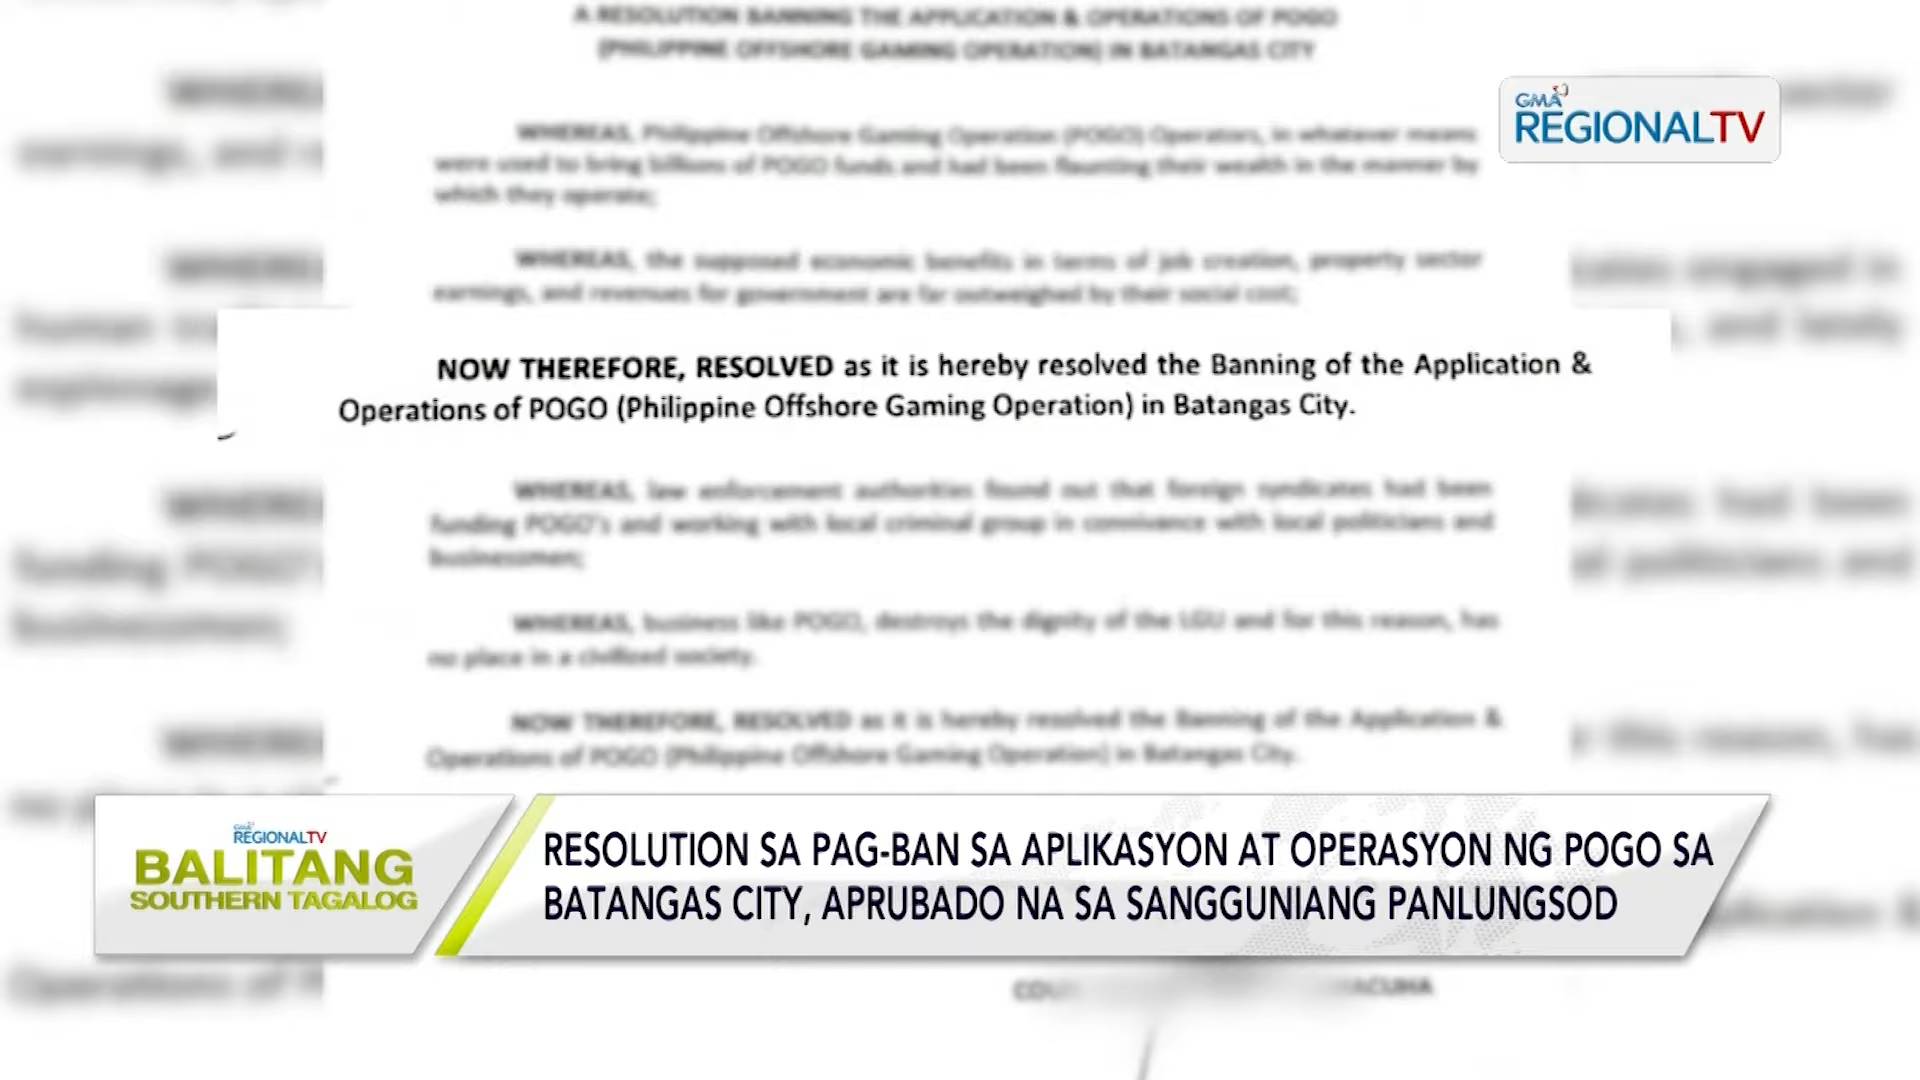 A RESOLUTION BANNING THE APPLICATION & OPERATIONS OF POGO
(PHILIPPINE OFFSHORE GAMING OPERATION) IN BATANGAS CITY
GMA
REGIONALTV
WHEREAS, Philippine Offshore Gaming Operation (POGO) Operators, in whatever means
were used to bring billions of POGO funds and had been flaunting their wealth in the manner by
which they operate;
WHEREAS, the supposed economic benefits in terms of job creation, property sector
earnings, and revenues for government are far outweighed by their social cost;
NOW THEREFORE, RESOLVED as it is hereby resolved the Banning of the Application &
Operations of POGO (Philippine Offshore Gaming Operation) in Batangas City.
WHEREAS, law enforcement authorities found out that foreign syndicates had been
funding POGO's and working with local criminal group in connivance with local politicians and
businessmen;
WHEREAS, business like POGO, destroys the dignity of the LGU and for this reason, has
no place in a civilized society.
NOW THEREFORE, RESOLVED as it is hereby resolved the Banning of the Application &
Operations of POGO (Philippine Offshore Gaming Operation) in Batangas City.
GMA
REGIONALTV
BALITANG
SOUTHERN TAGALOG
RESOLUTION SA PAG-BAN SA APLIKASYON AT OPERASYON NG POGO SA
BATANGAS CITY, APRUBADO NA SA SANGGUNIANG PANLUNGSOD